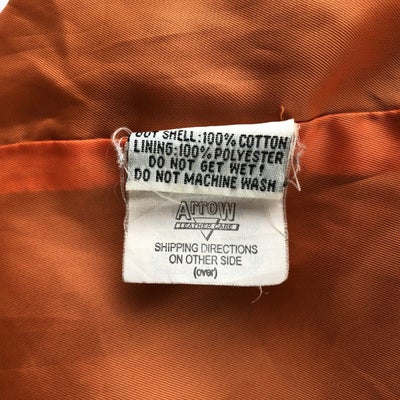 BODY SHELL: 100% COTTON
LINING: 100% POLYESTER
DO NOT GET WET!
DO NOT MACHINE WASH
Arrow
LEATHER CARE
SHIPPING DIRECTIONS
ON OTHER SIDE
(over)